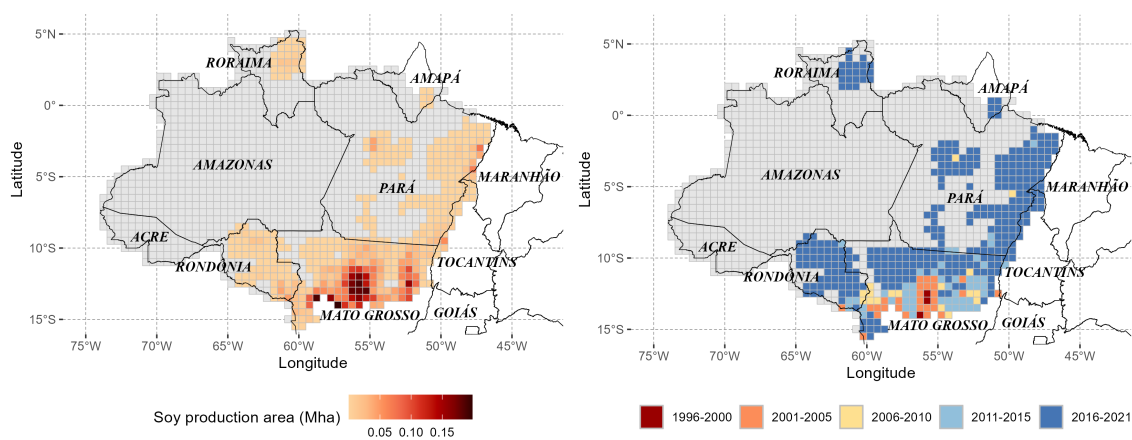 5°N
0°
5°S
10°S
15°S
Latitude
RORAIMA
AMAPÁ
AMAZONAS
PARÁ
MARANHÃO
ACRE
RONDÔNIA
TOCANTINS
MATO GROSSO
GOIÁS
75°W 70°W 65°W 60°W 55°W 50°W 45°W
Longitude
Soy production area (Mha)
0.05 0.10 0.15
5°N
0°
5°S
10°S
15°S
Latitude
RORAIMA
AMAPÁ
AMAZONAS
PARÁ
MARANHÃO
ACRE
RONDÔNIA
TOCANTINS
MATO GROSSO
GOIÁS
75°W 70°W 65°W 60°W 55°W 50°W 45°W
Longitude
1996-2000 2001-2005 2006-2010 2011-2015 2016-2021